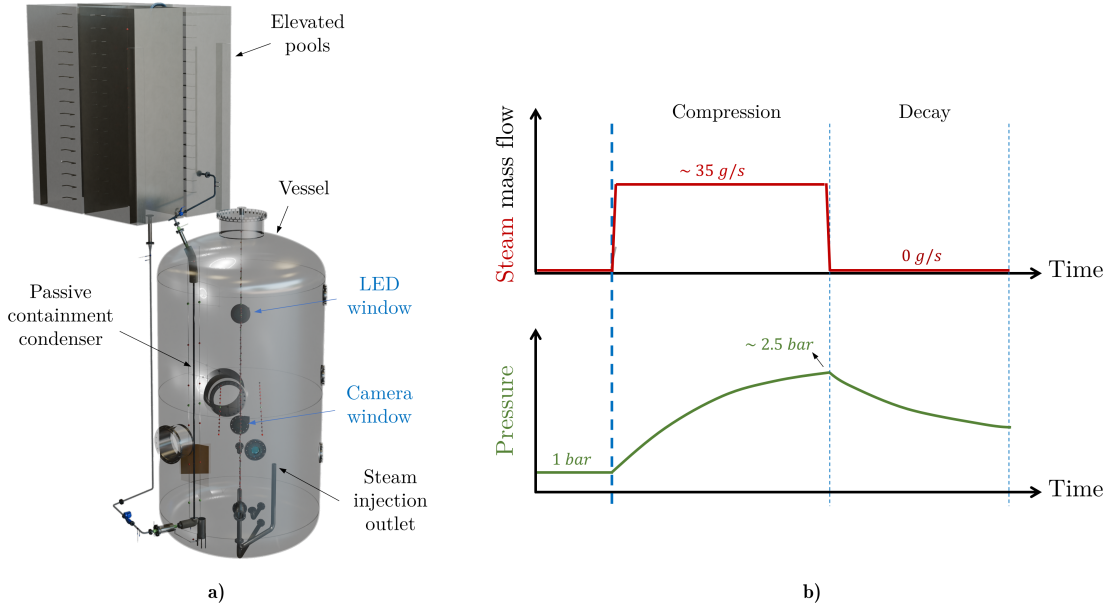 Elevated
pools
Vessel
LED
window
Passive
containment
condenser
Camera
window
Steam
injection
outlet
a)
Compression
Decay
Steam mass flow
~ 35 g/s
0 g/s
Time
Pressure
~ 2.5 bar
1 bar
Time
b)